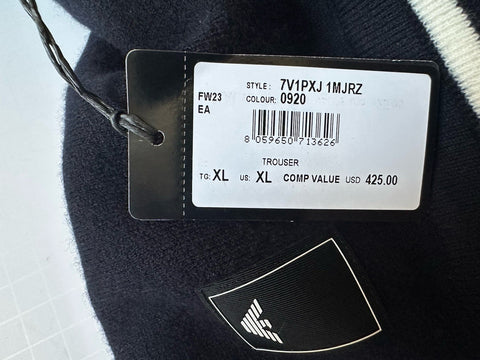 STYLE : 7V1PXJ 1MJRZ
FW23 COLOUR: 0920
EA
8 059650 713626
TROUSER
TG: XL US: XL COMP VALUE USD 425.00